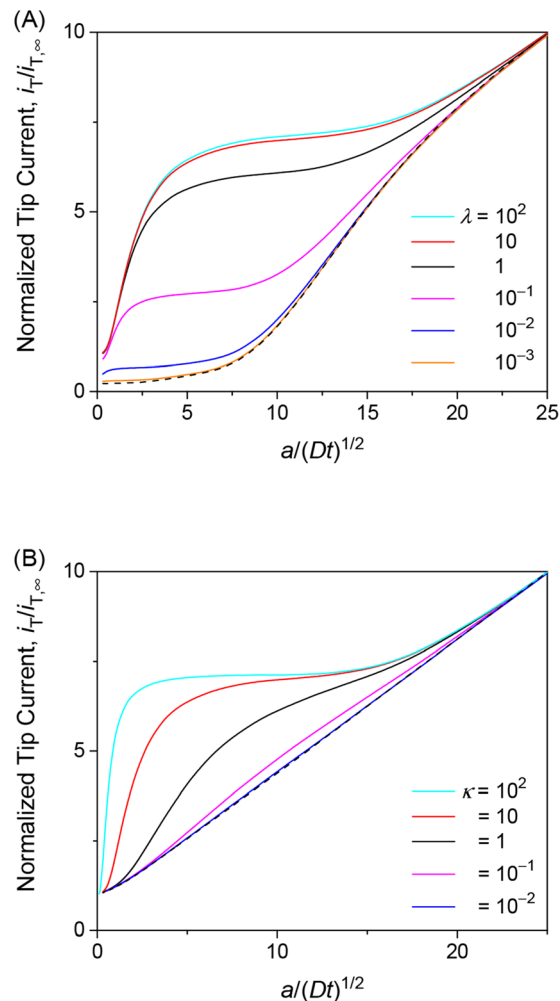 (A)
10
5
0
Normalized Tip Current, iT/iT,∞
λ = 10²
10
1
10⁻¹
10⁻²
10⁻³
0 5 10 15 20 25
a/(Dt)^1/2
(B)
10
5
0
Normalized Tip Current, iT/iT,∞
κ = 10²
= 10
= 1
= 10⁻¹
= 10⁻²
0 10 20
a/(Dt)^1/2